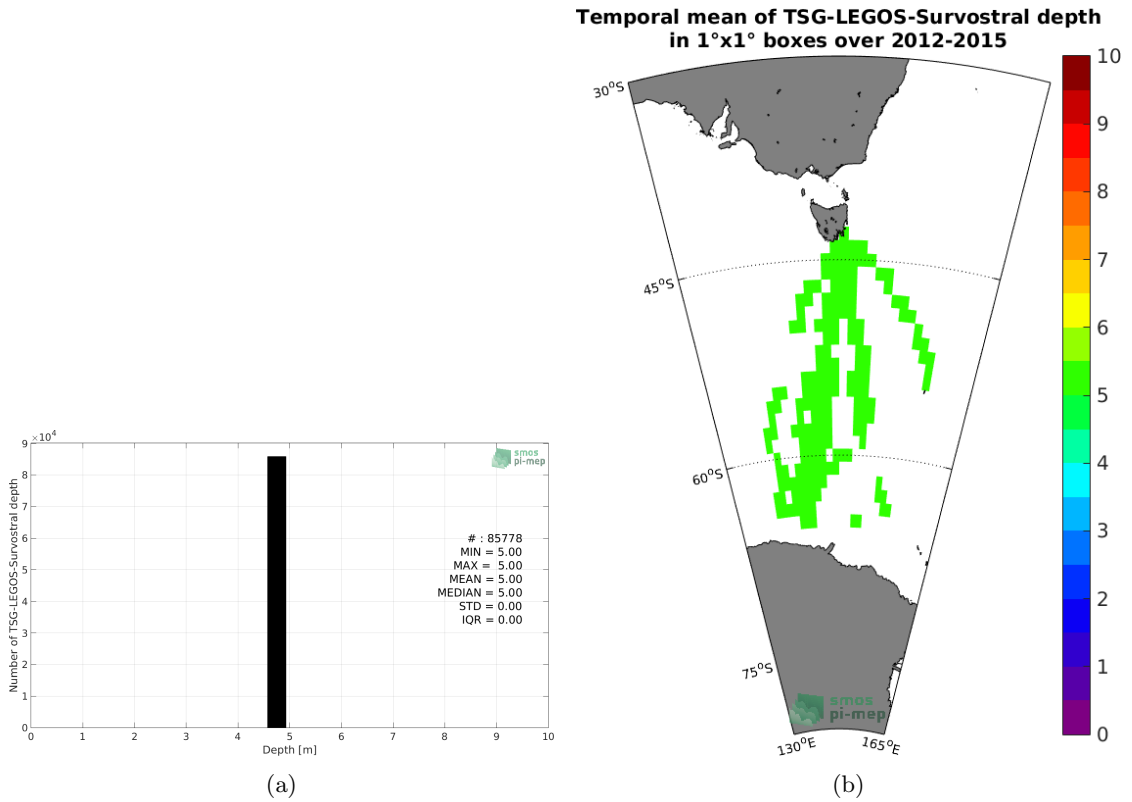 Temporal mean of TSG-LEGOS-Survostral depth
in 1°x1° boxes over 2012-2015
30°S
45°S
60°S
75°S
130°E
165°E
smos
pi-mep
10
9
8
7
6
5
4
3
2
1
0
×10⁴
9
8
7
6
5
4
3
2
1
0
Number of TSG-LEGOS-Survostral depth
smos
pi-mep
# : 85778
MIN = 5.00
MAX = 5.00
MEAN = 5.00
MEDIAN = 5.00
STD = 0.00
IQR = 0.00
0 1 2 3 4 5 6 7 8 9 10
Depth [m]
(a)
(b)